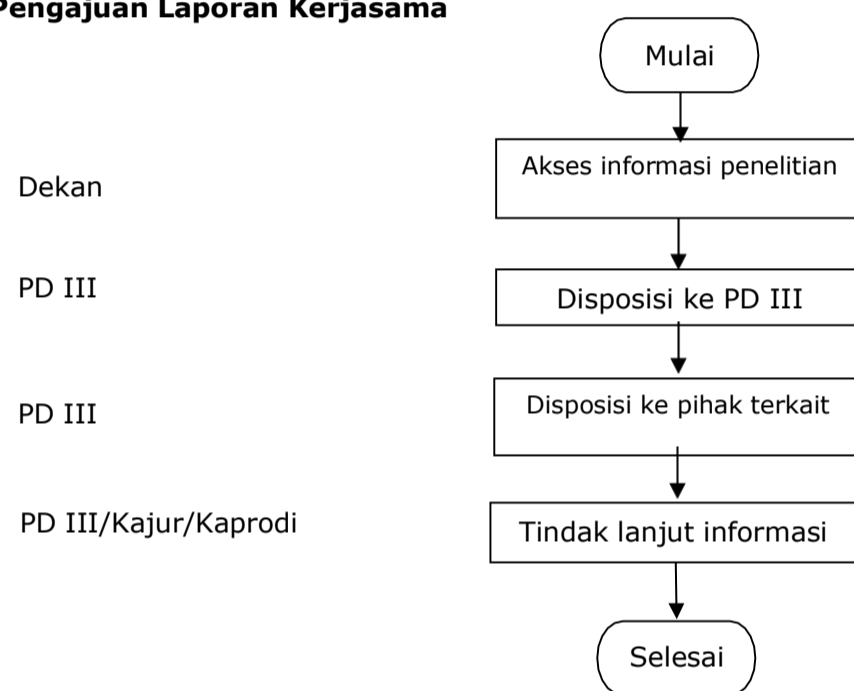 Pengajuan Laporan Kerjasama
Mulai
Dekan
Akses informasi penelitian
PD III
Disposisi ke PD III
PD III
Disposisi ke pihak terkait
PD III/Kajur/Kaprodi
Tindak lanjut informasi
Selesai